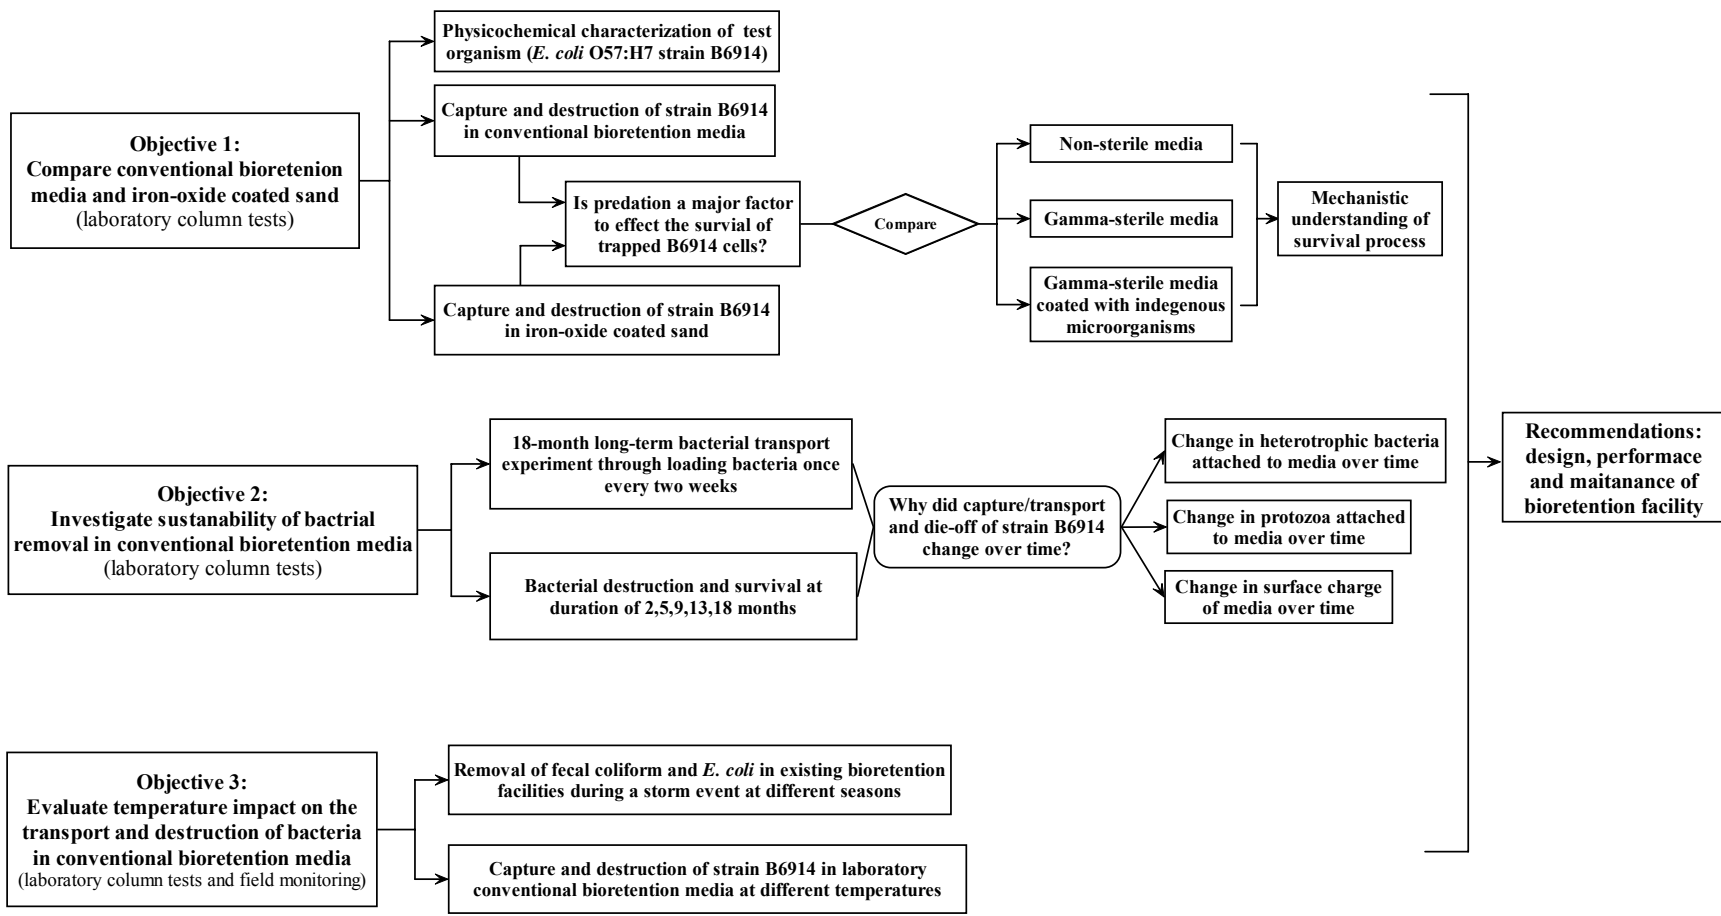 Physicochemical characterization of test
organism (E. coli O57:H7 strain B6914)
Capture and destruction of strain B6914
in conventional bioretention media
Objective 1:
Compare conventional bioretenion
media and iron-oxide coated sand
(laboratory column tests)
Is predation a major factor
to effect the survial of
trapped B6914 cells?
Compare
Non-sterile media
Gamma-sterile media
Gamma-sterile media
coated with indegenous
microorganisms
Mechanistic
understanding of
survival process
Capture and destruction of strain B6914
in iron-oxide coated sand
Objective 2:
Investigate sustanability of bactrial
removal in conventional bioretention media
(laboratory column tests)
18-month long-term bacterial transport
experiment through loading bacteria once
every two weeks
Bacterial destruction and survival at
duration of 2,5,9,13,18 months
Why did capture/transport
and die-off of strain B6914
change over time?
Change in heterotrophic bacteria
attached to media over time
Change in protozoa attached
to media over time
Change in surface charge
of media over time
Recommendations:
design, performace
and maitanance of
bioretention facility
Objective 3:
Evaluate temperature impact on the
transport and destruction of bacteria
in conventional bioretention media
(laboratory column tests and field monitoring)
Removal of fecal coliform and E. coli in existing bioretention
facilities during a storm event at different seasons
Capture and destruction of strain B6914 in laboratory
conventional bioretention media at different temperatures